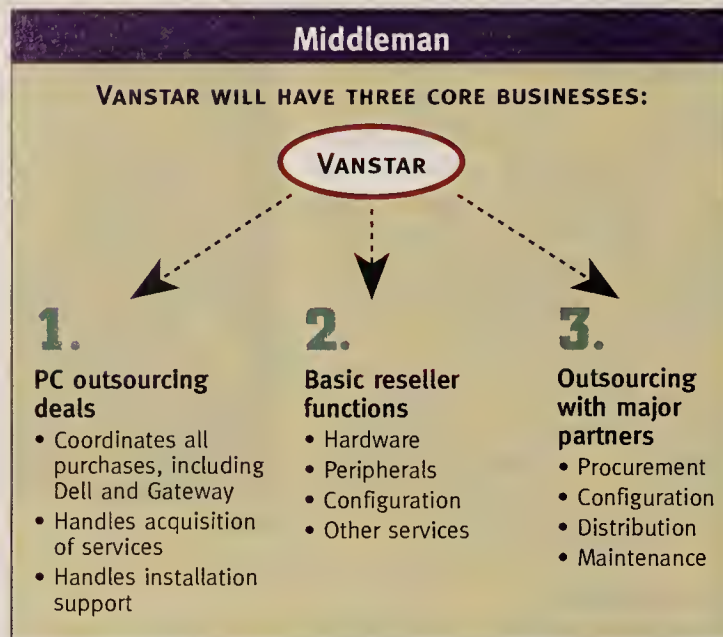 Middleman
VANSTAR WILL HAVE THREE CORE BUSINESSES:
VANSTAR
1.
PC outsourcing
deals
• Coordinates all
purchases, including
Dell and Gateway
• Handles acquisition
of services
• Handles installation
support
2.
Basic reseller
functions
• Hardware
• Peripherals
• Configuration
• Other services
3.
Outsourcing
with major
partners
• Procurement
• Configuration
• Distribution
• Maintenance